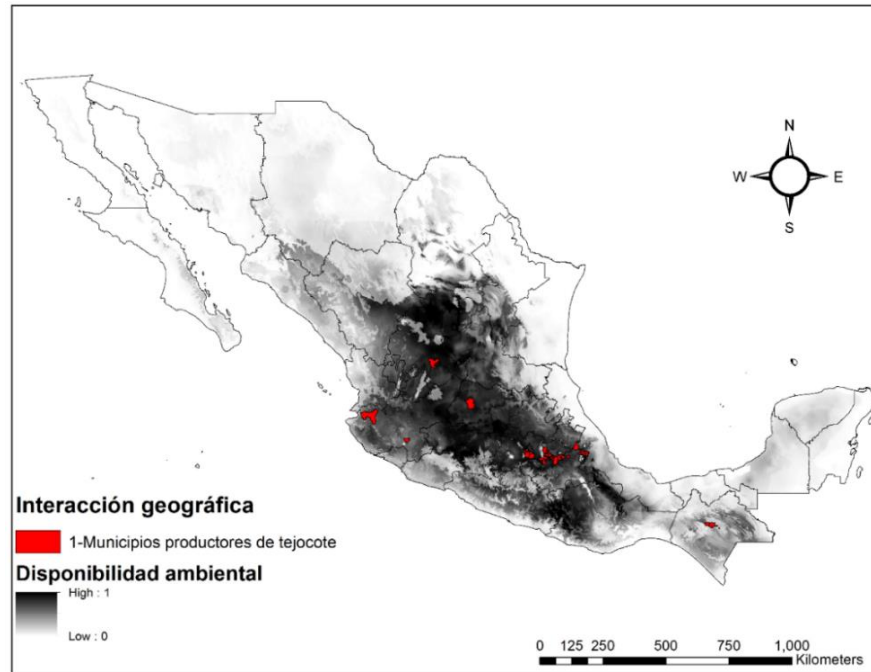 N
W E
S
Interacción geográfica
1-Municipios productores de tejocote
Disponibilidad ambiental
High : 1
Low : 0
0 125 250 500 750 1,000
Kilometers